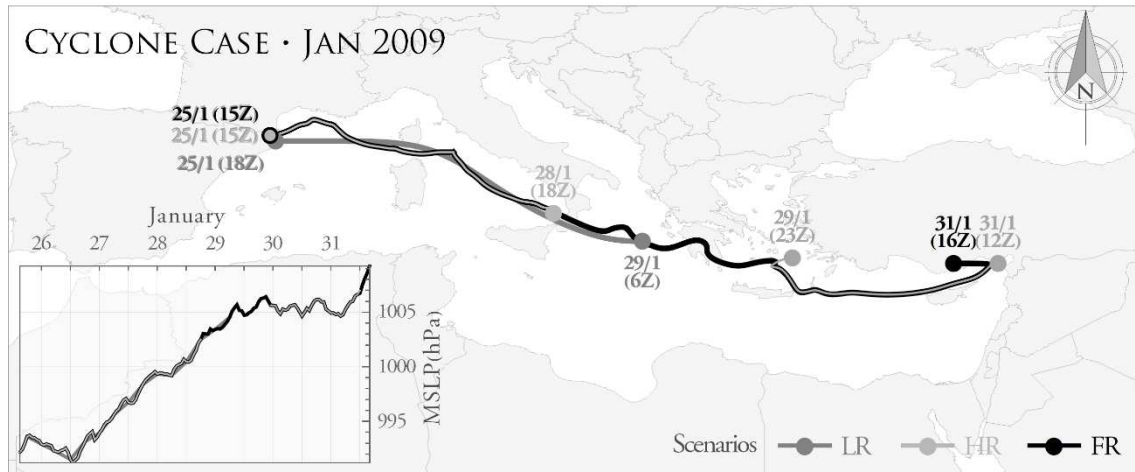 CYCLONE CASE · JAN 2009
N
25/1 (15Z)
25/1 (15Z)
25/1 (18Z)
28/1
(18Z)
29/1
(6Z)
29/1
(23Z)
31/1
(16Z)
31/1
(12Z)
January
26 27 28 29 30 31
1005
1000
995
MSLP(hPa)
Scenarios LR HR FR